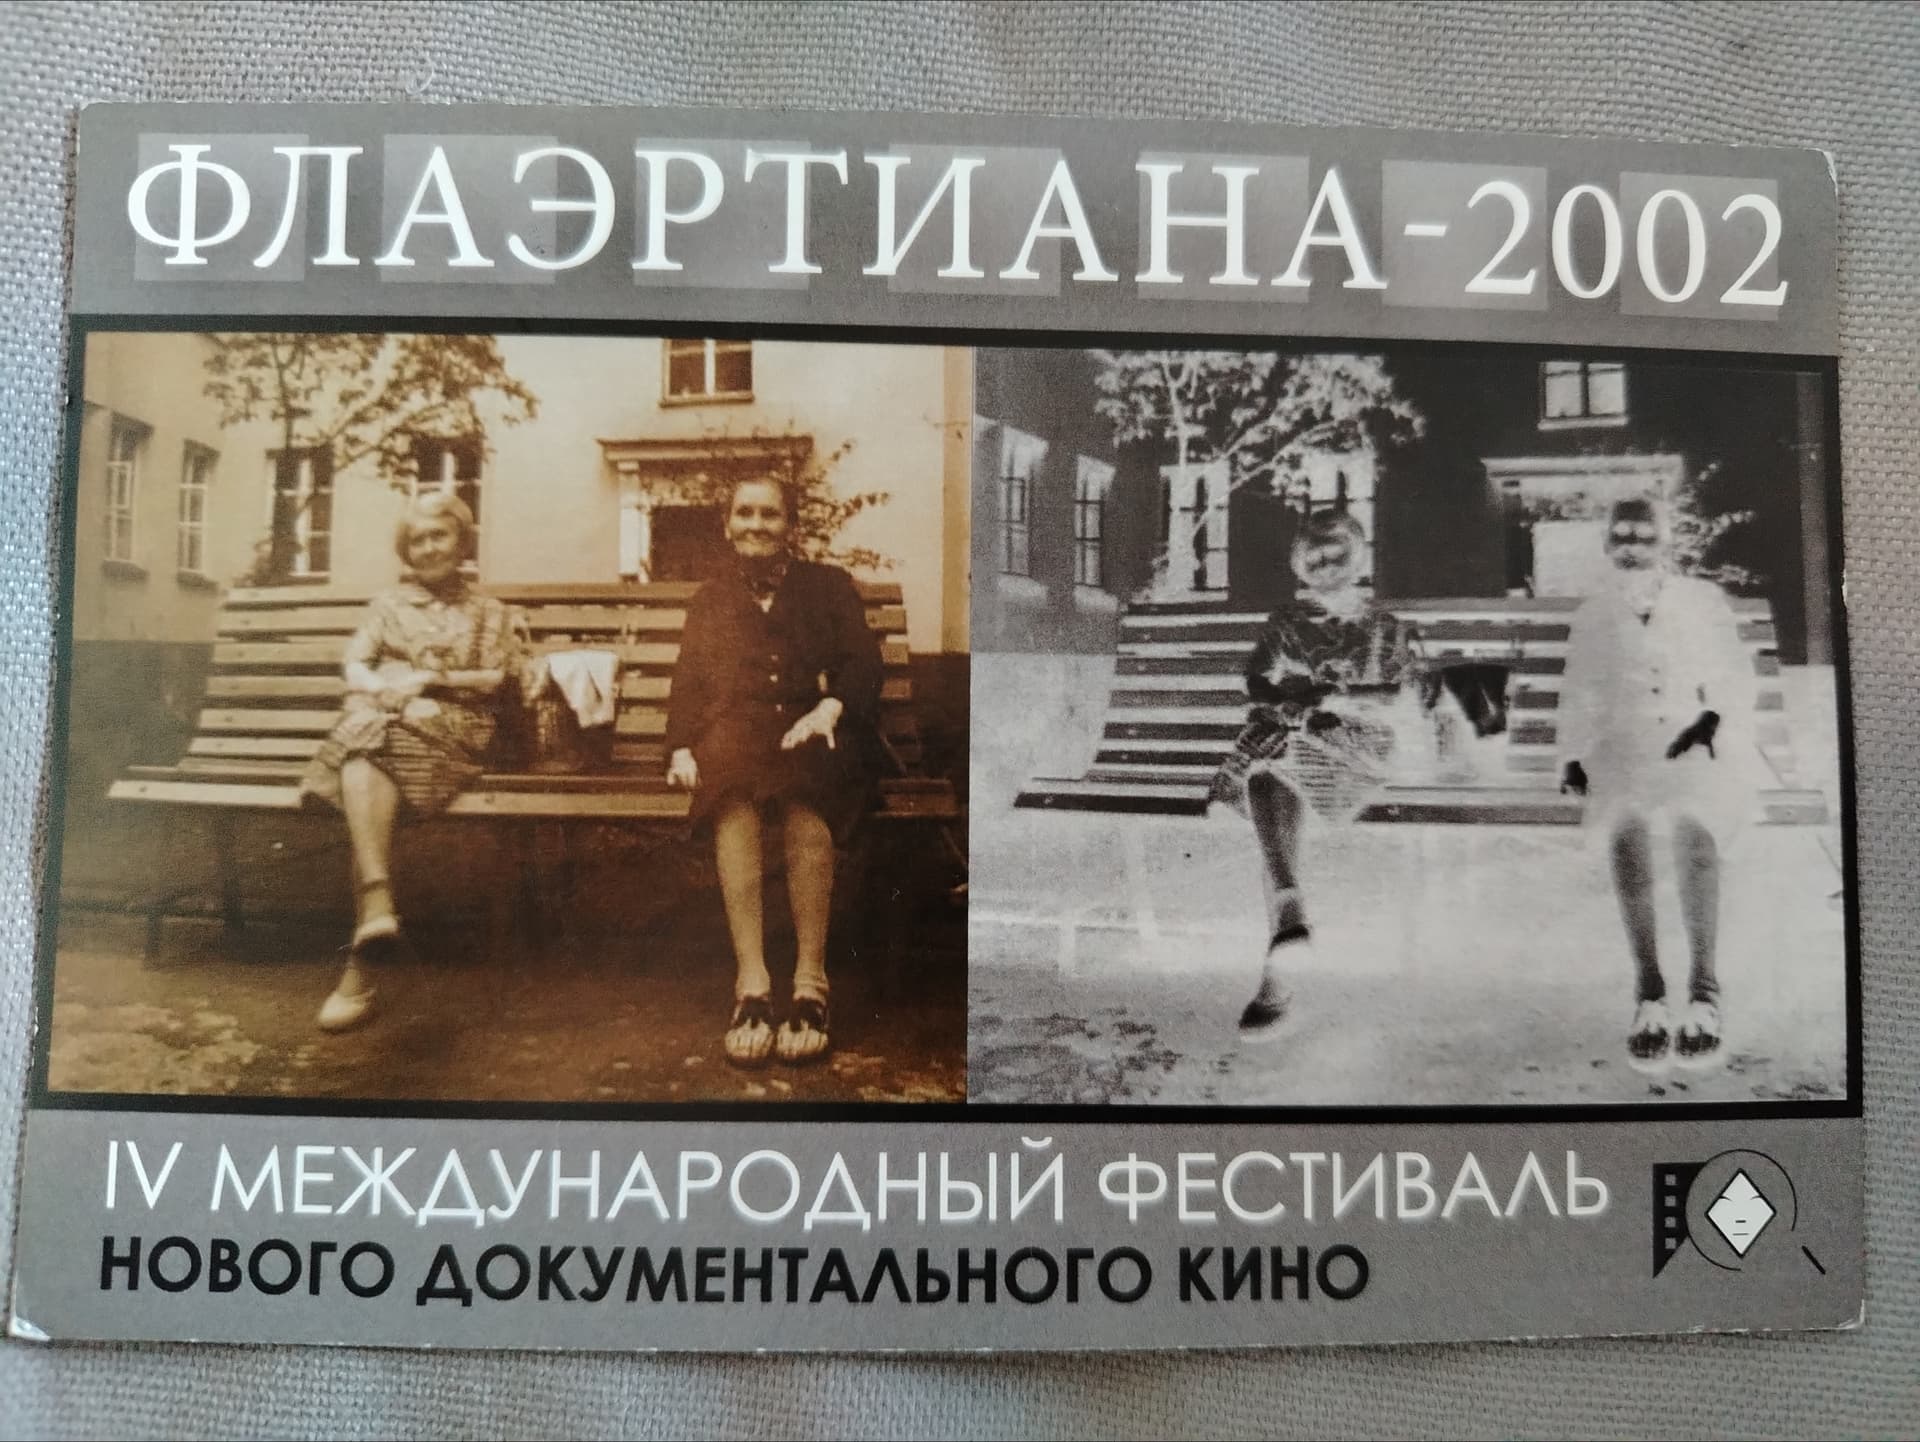 ФЛАЭРТИАНА-2002
IV МЕЖДУНАРОДНЫЙ ФЕСТИВАЛЬ
НОВОГО ДОКУМЕНТАЛЬНОГО КИНО